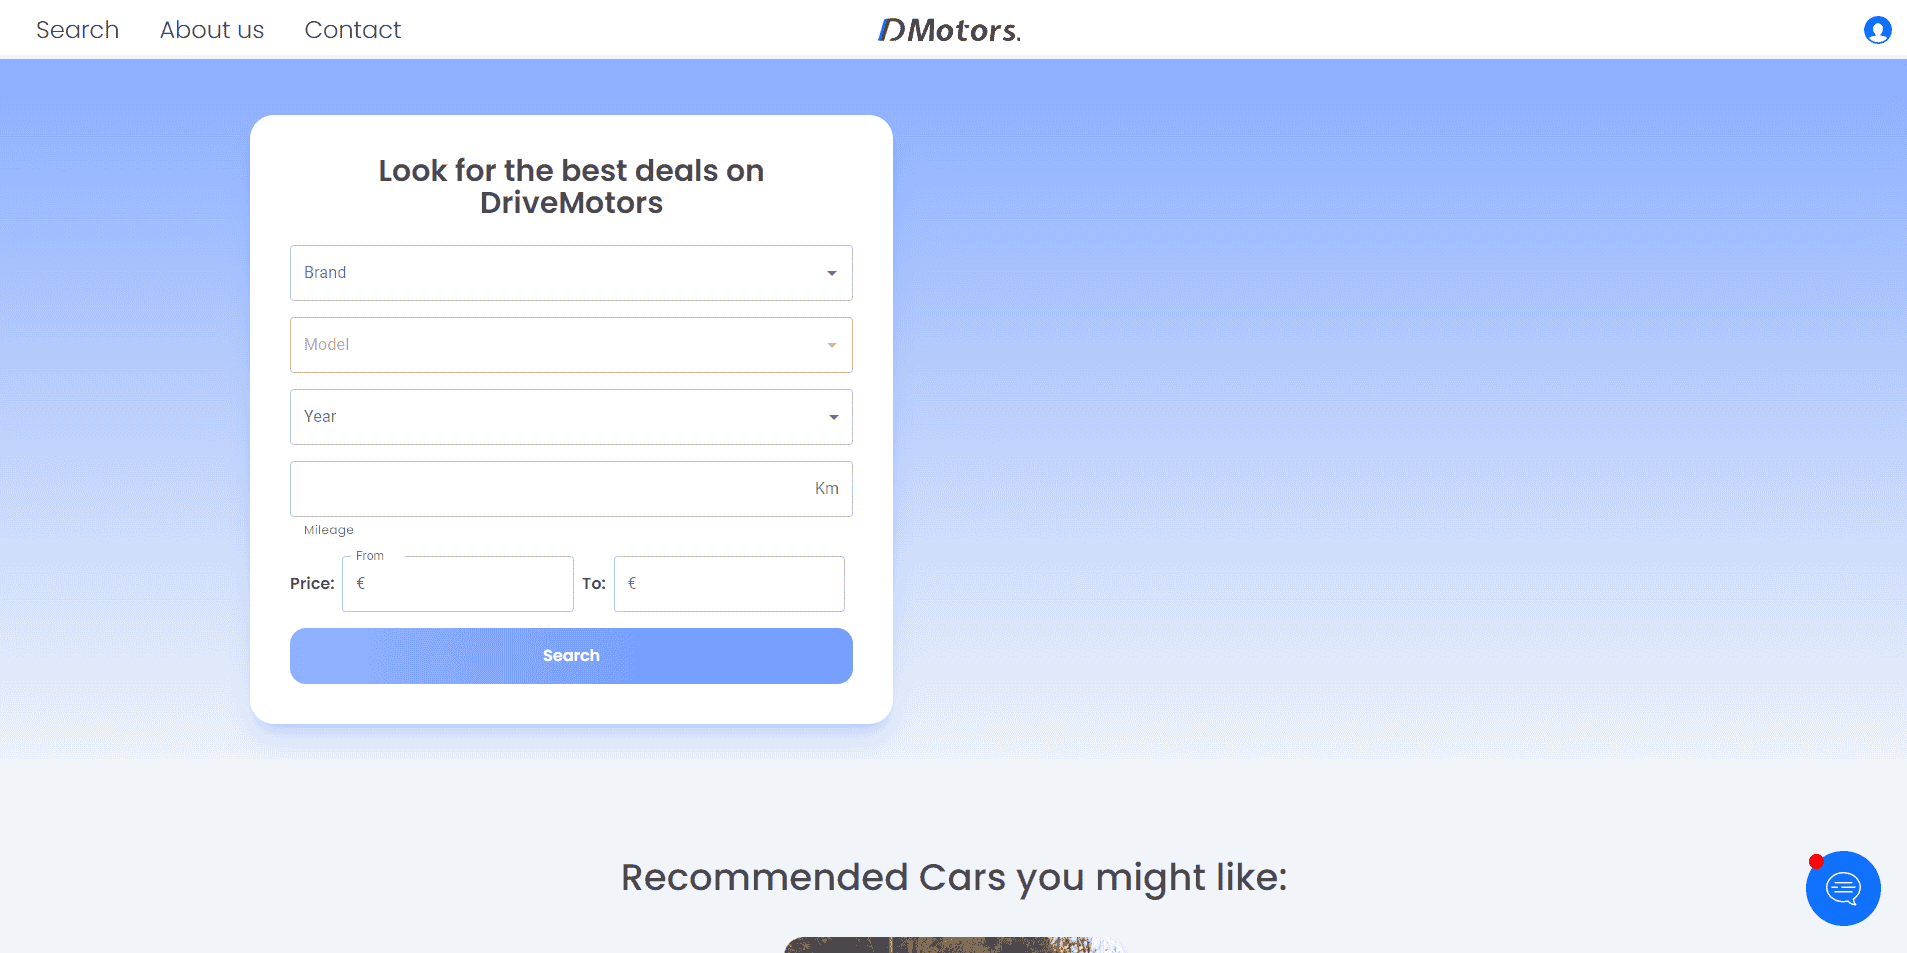 Search About us Contact
DMotors.
Look for the best deals on
DriveMotors
Brand
Model
Year
Km
Mileage
From
Price: € To: €
Search
Recommended Cars you might like: